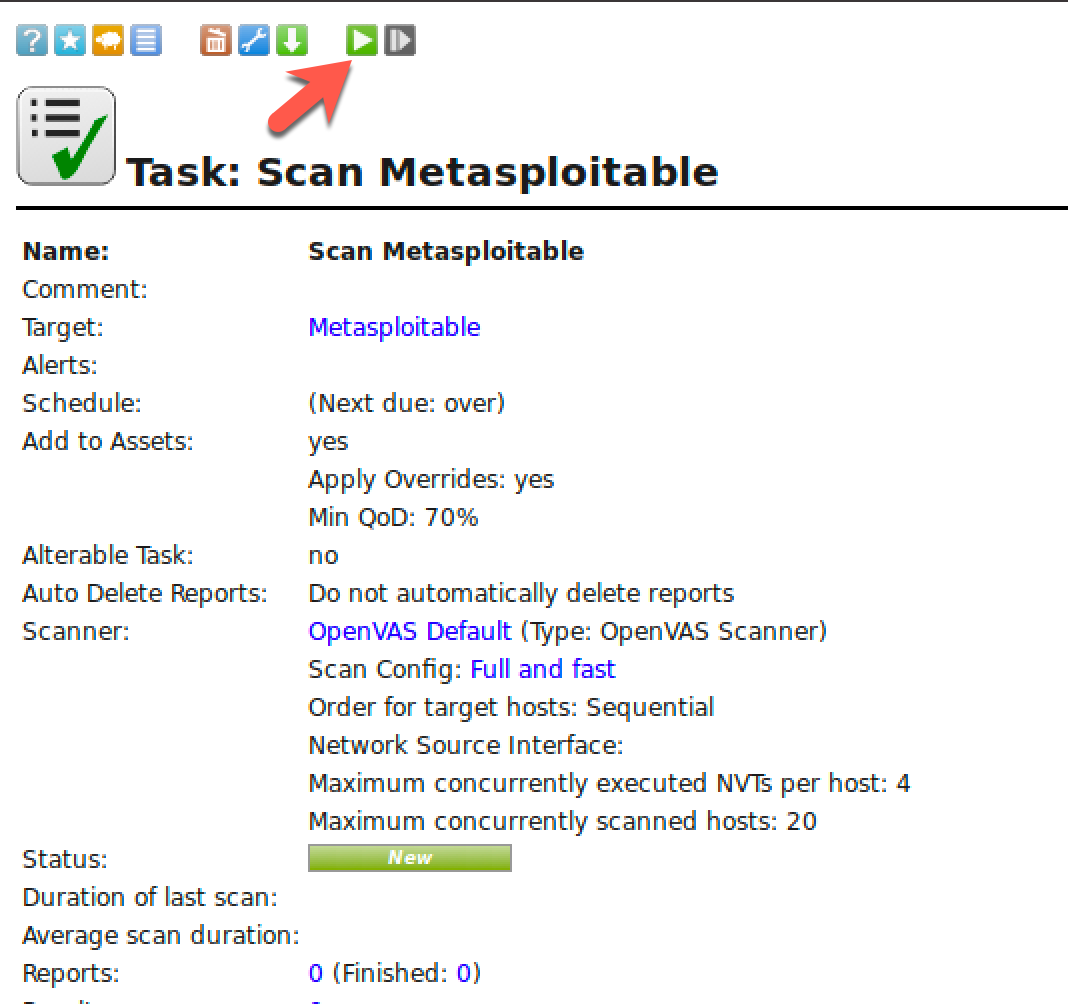 ?
Task: Scan Metasploitable
Name: Scan Metasploitable
Comment:
Target: Metasploitable
Alerts:
Schedule: (Next due: over)
Add to Assets: yes
Apply Overrides: yes
Min QoD: 70%
Alterable Task: no
Auto Delete Reports: Do not automatically delete reports
Scanner: OpenVAS Default (Type: OpenVAS Scanner)
Scan Config: Full and fast
Order for target hosts: Sequential
Network Source Interface:
Maximum concurrently executed NVTs per host: 4
Maximum concurrently scanned hosts: 20
Status: New
Duration of last scan:
Average scan duration:
Reports: 0 (Finished: 0)